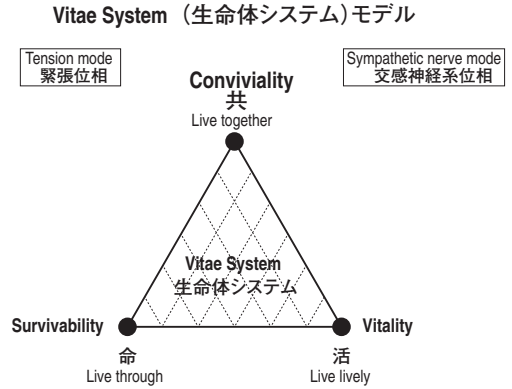 Vitae System （生命体システム）モデル
Tension mode
緊張位相
Sympathetic nerve mode
交感神経系位相
Conviviality
共
Live together
Vitae System
生命体システム
Survivability
Vitality
命
Live through
活
Live lively